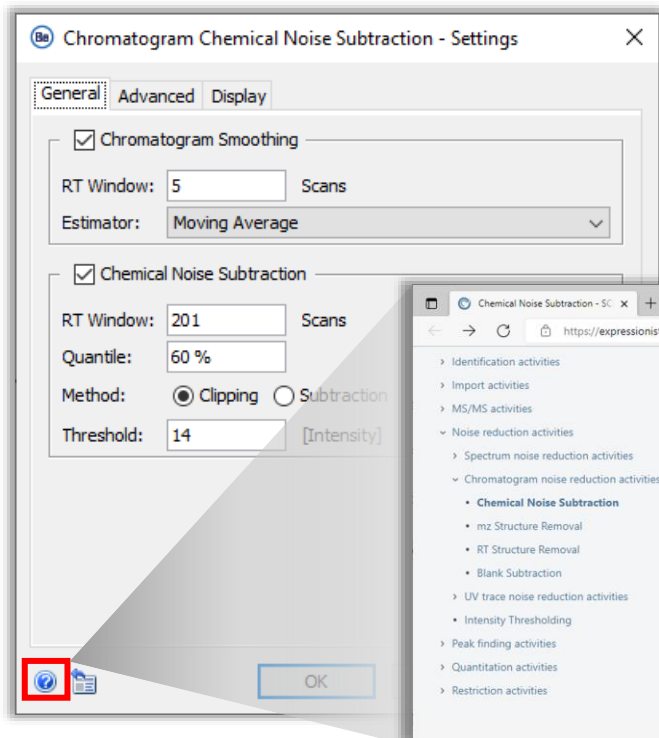 Be Chromatogram Chemical Noise Subtraction - Settings
General Advanced Display
Chromatogram Smoothing
RT Window: 5 Scans
Estimator: Moving Average
Chemical Noise Subtraction
RT Window: 201 Scans
Quantile: 60 %
Method: Clipping Subtraction
Threshold: 14 [Intensity]
OK
Chemical Noise Subtraction - SC
https://expressionist
Identification activities
Import activities
MS/MS activities
Noise reduction activities
Spectrum noise reduction activities
Chromatogram noise reduction activities
Chemical Noise Subtraction
mz Structure Removal
RT Structure Removal
Blank Subtraction
UV trace noise reduction activities
Intensity Thresholding
Peak finding activities
Quantitation activities
Restriction activities